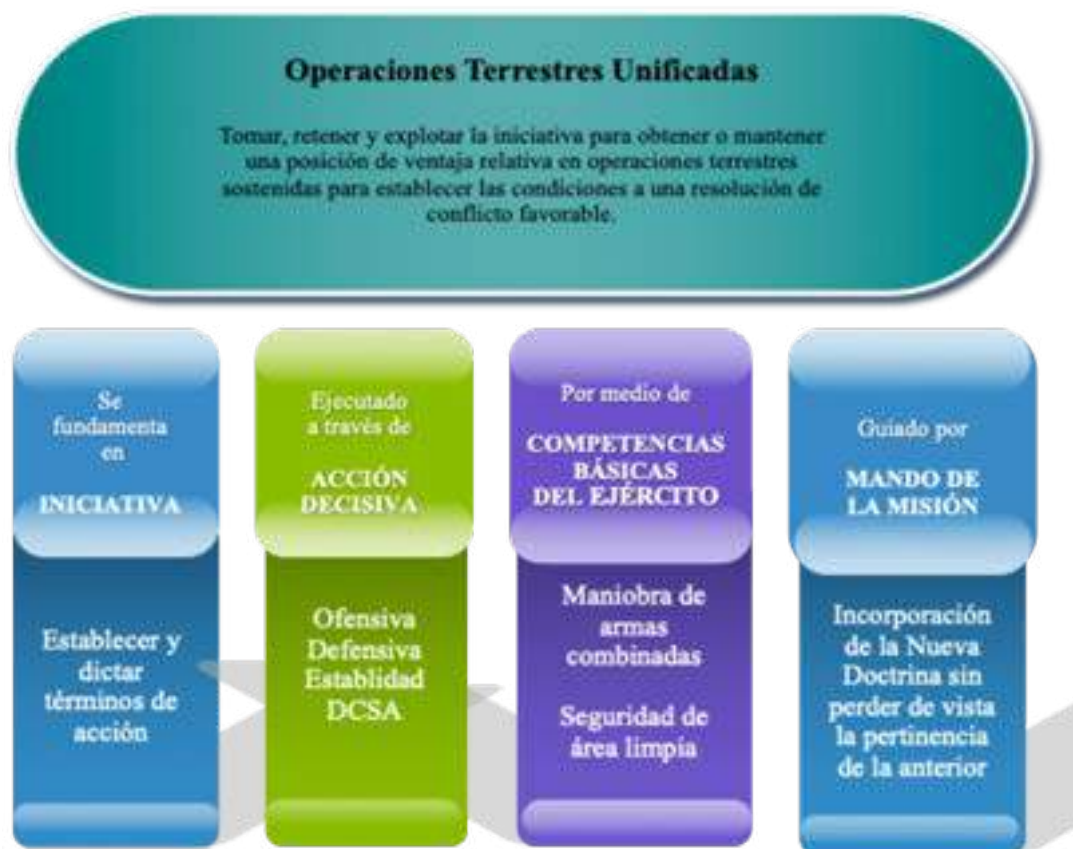 Operaciones Terrestres Unificadas
Tomar, retener y explotar la iniciativa para obtener o mantener
una posición de ventaja relativa en operaciones terrestres
sostenidas para establecer las condiciones a una resolución de
conflicto favorable.
Se
fundamenta
en
INICIATIVA
Establecer y
dictar
términos de
acción
Ejecutado
a través de
ACCIÓN
DECISIVA
Ofensiva
Defensiva
Establidad
DCSA
Por medio de
COMPETENCIAS
BÁSICAS
DEL EJÉRCITO
Maniobra de
armas
combinadas
Seguridad de
área limpía
Guiado por
MANDO DE
LA MISIÓN
Incorporación
de la Nueva
Doctrina sin
perder de vista
la pertinencia
de la anterior